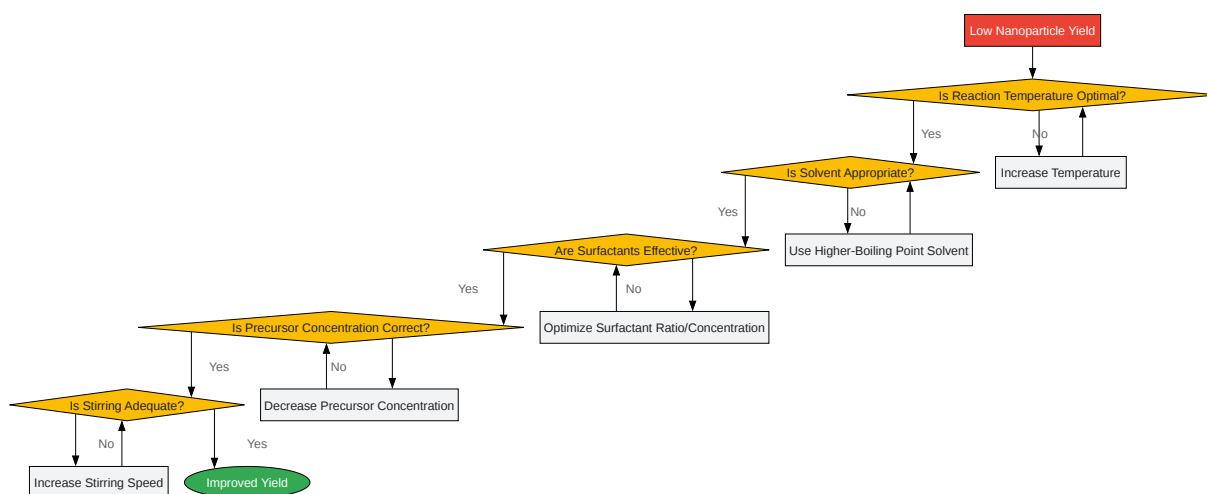 Low Nanoparticle Yield
Is Reaction Temperature Optimal?
Yes
No
Is Solvent Appropriate?
Increase Temperature
Yes
No
Are Surfactants Effective?
Use Higher-Boiling Point Solvent
Yes
No
Is Precursor Concentration Correct?
Optimize Surfactant Ratio/Concentration
Yes
No
Is Stirring Adequate?
Decrease Precursor Concentration
No
Yes
Increase Stirring Speed
Improved Yield